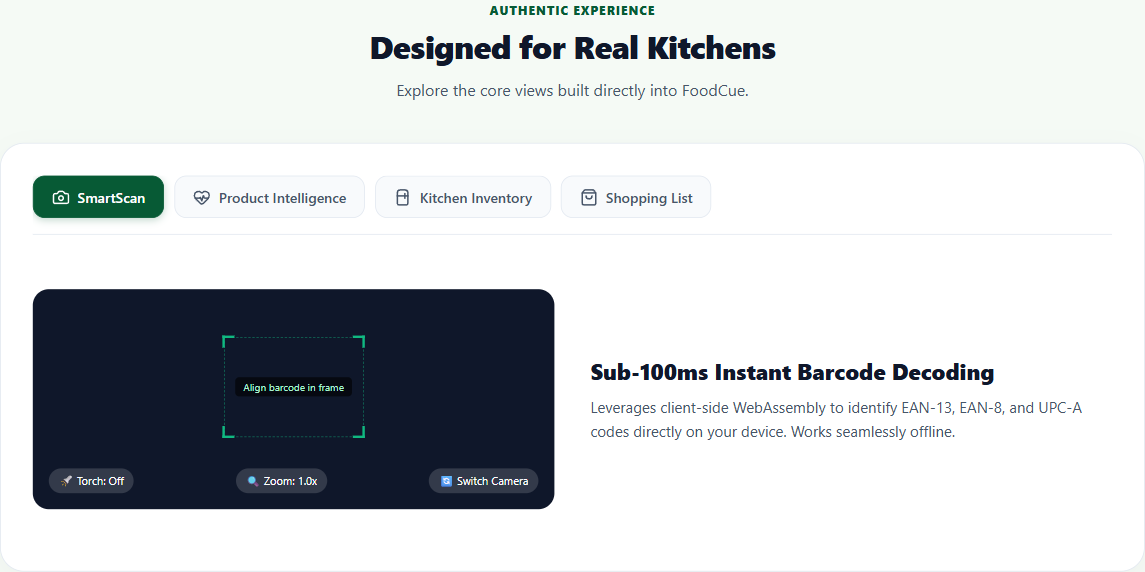 AUTHENTIC EXPERIENCE
Designed for Real Kitchens
Explore the core views built directly into FoodCue.
SmartScan
Product Intelligence
Kitchen Inventory
Shopping List
Align barcode in frame
Torch: Off
Zoom: 1.0x
Switch Camera
Sub-100ms Instant Barcode Decoding
Leverages client-side WebAssembly to identify EAN-13, EAN-8, and UPC-A
codes directly on your device. Works seamlessly offline.